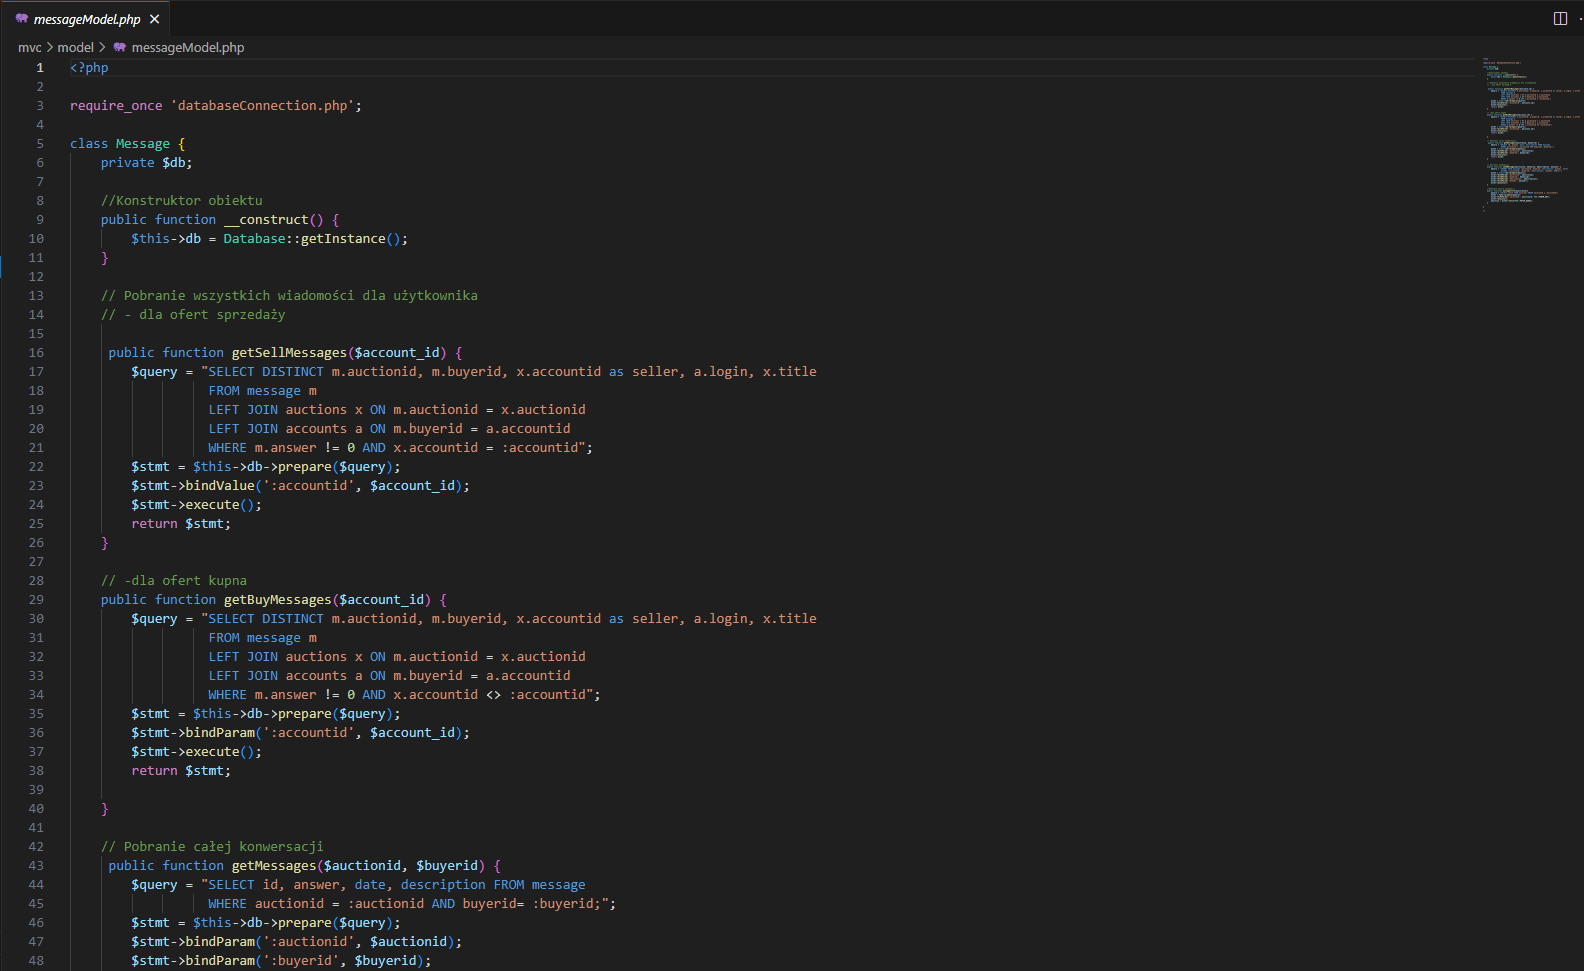 messageModel.php
mvc > model > messageModel.php
1 <?php
2
3 require_once 'databaseConnection.php';
4
5 class Message {
6     private $db;
7
8     //Konstruktor obiektu
9     public function __construct() {
10         $this->db = Database::getInstance();
11     }
12
13     // Pobranie wszystkich wiadomości dla użytkownika
14     // - dla ofert sprzedaży
15
16      public function getSellMessages($account_id) {
17         $query = "SELECT DISTINCT m.auctionid, m.buyerid, x.accountid as seller, a.login, x.title
18                   FROM message m
19                   LEFT JOIN auctions x ON m.auctionid = x.auctionid
20                   LEFT JOIN accounts a ON m.buyerid = a.accountid
21                   WHERE m.answer != 0 AND x.accountid = :accountid";
22         $stmt = $this->db->prepare($query);
23         $stmt->bindValue(':accountid', $account_id);
24         $stmt->execute();
25         return $stmt;
26     }
27
28     // -dla ofert kupna
29     public function getBuyMessages($account_id) {
30         $query = "SELECT DISTINCT m.auctionid, m.buyerid, x.accountid as seller, a.login, x.title
31                   FROM message m
32                   LEFT JOIN auctions x ON m.auctionid = x.auctionid
33                   LEFT JOIN accounts a ON m.buyerid = a.accountid
34                   WHERE m.answer != 0 AND x.accountid <> :accountid";
35         $stmt = $this->db->prepare($query);
36         $stmt->bindParam(':accountid', $account_id);
37         $stmt->execute();
38         return $stmt;
39
40     }
41
42     // Pobranie całej konwersacji
43      public function getMessages($auctionid, $buyerid) {
44         $query = "SELECT id, answer, date, description FROM message
45                   WHERE auctionid = :auctionid AND buyerid= :buyerid;";
46         $stmt = $this->db->prepare($query);
47         $stmt->bindParam(':auctionid', $auctionid);
48         $stmt->bindParam(':buyerid', $buyerid);